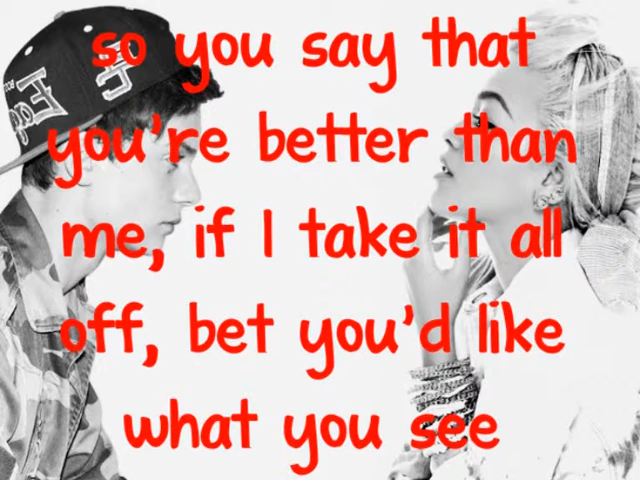 so you say that
you're better than
me, if I take it all
off, bet you'd like
what you see